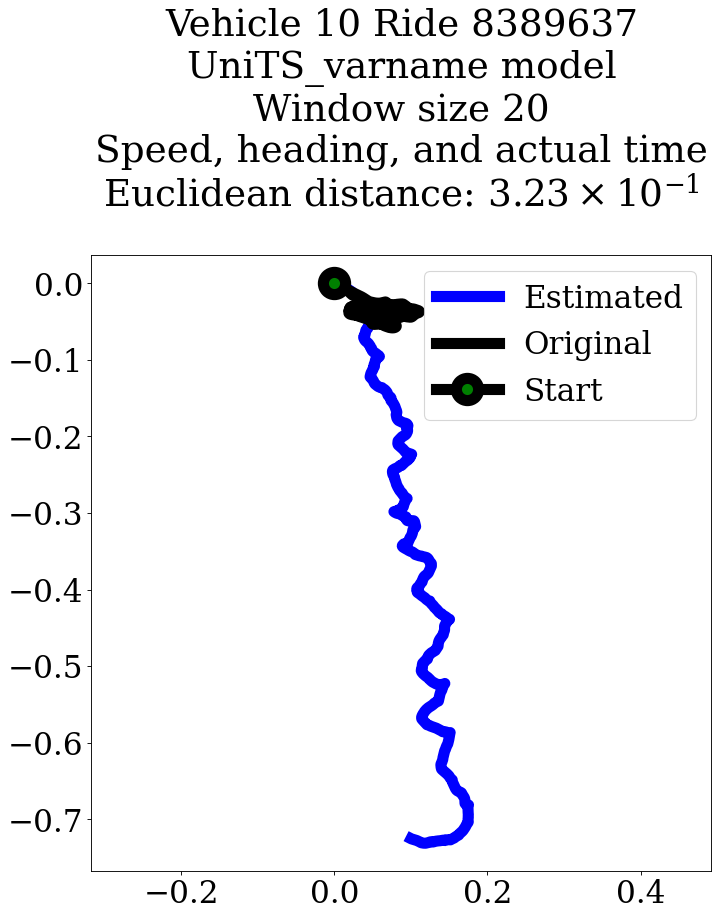 Vehicle 10 Ride 8389637
UniTS_varname model
Window size 20
Speed, heading, and actual time
Euclidean distance: 3.23 × 10⁻¹
Estimated
Original
Start
0.0
−0.1
−0.2
−0.3
−0.4
−0.5
−0.6
−0.7
−0.2 0.0 0.2 0.4